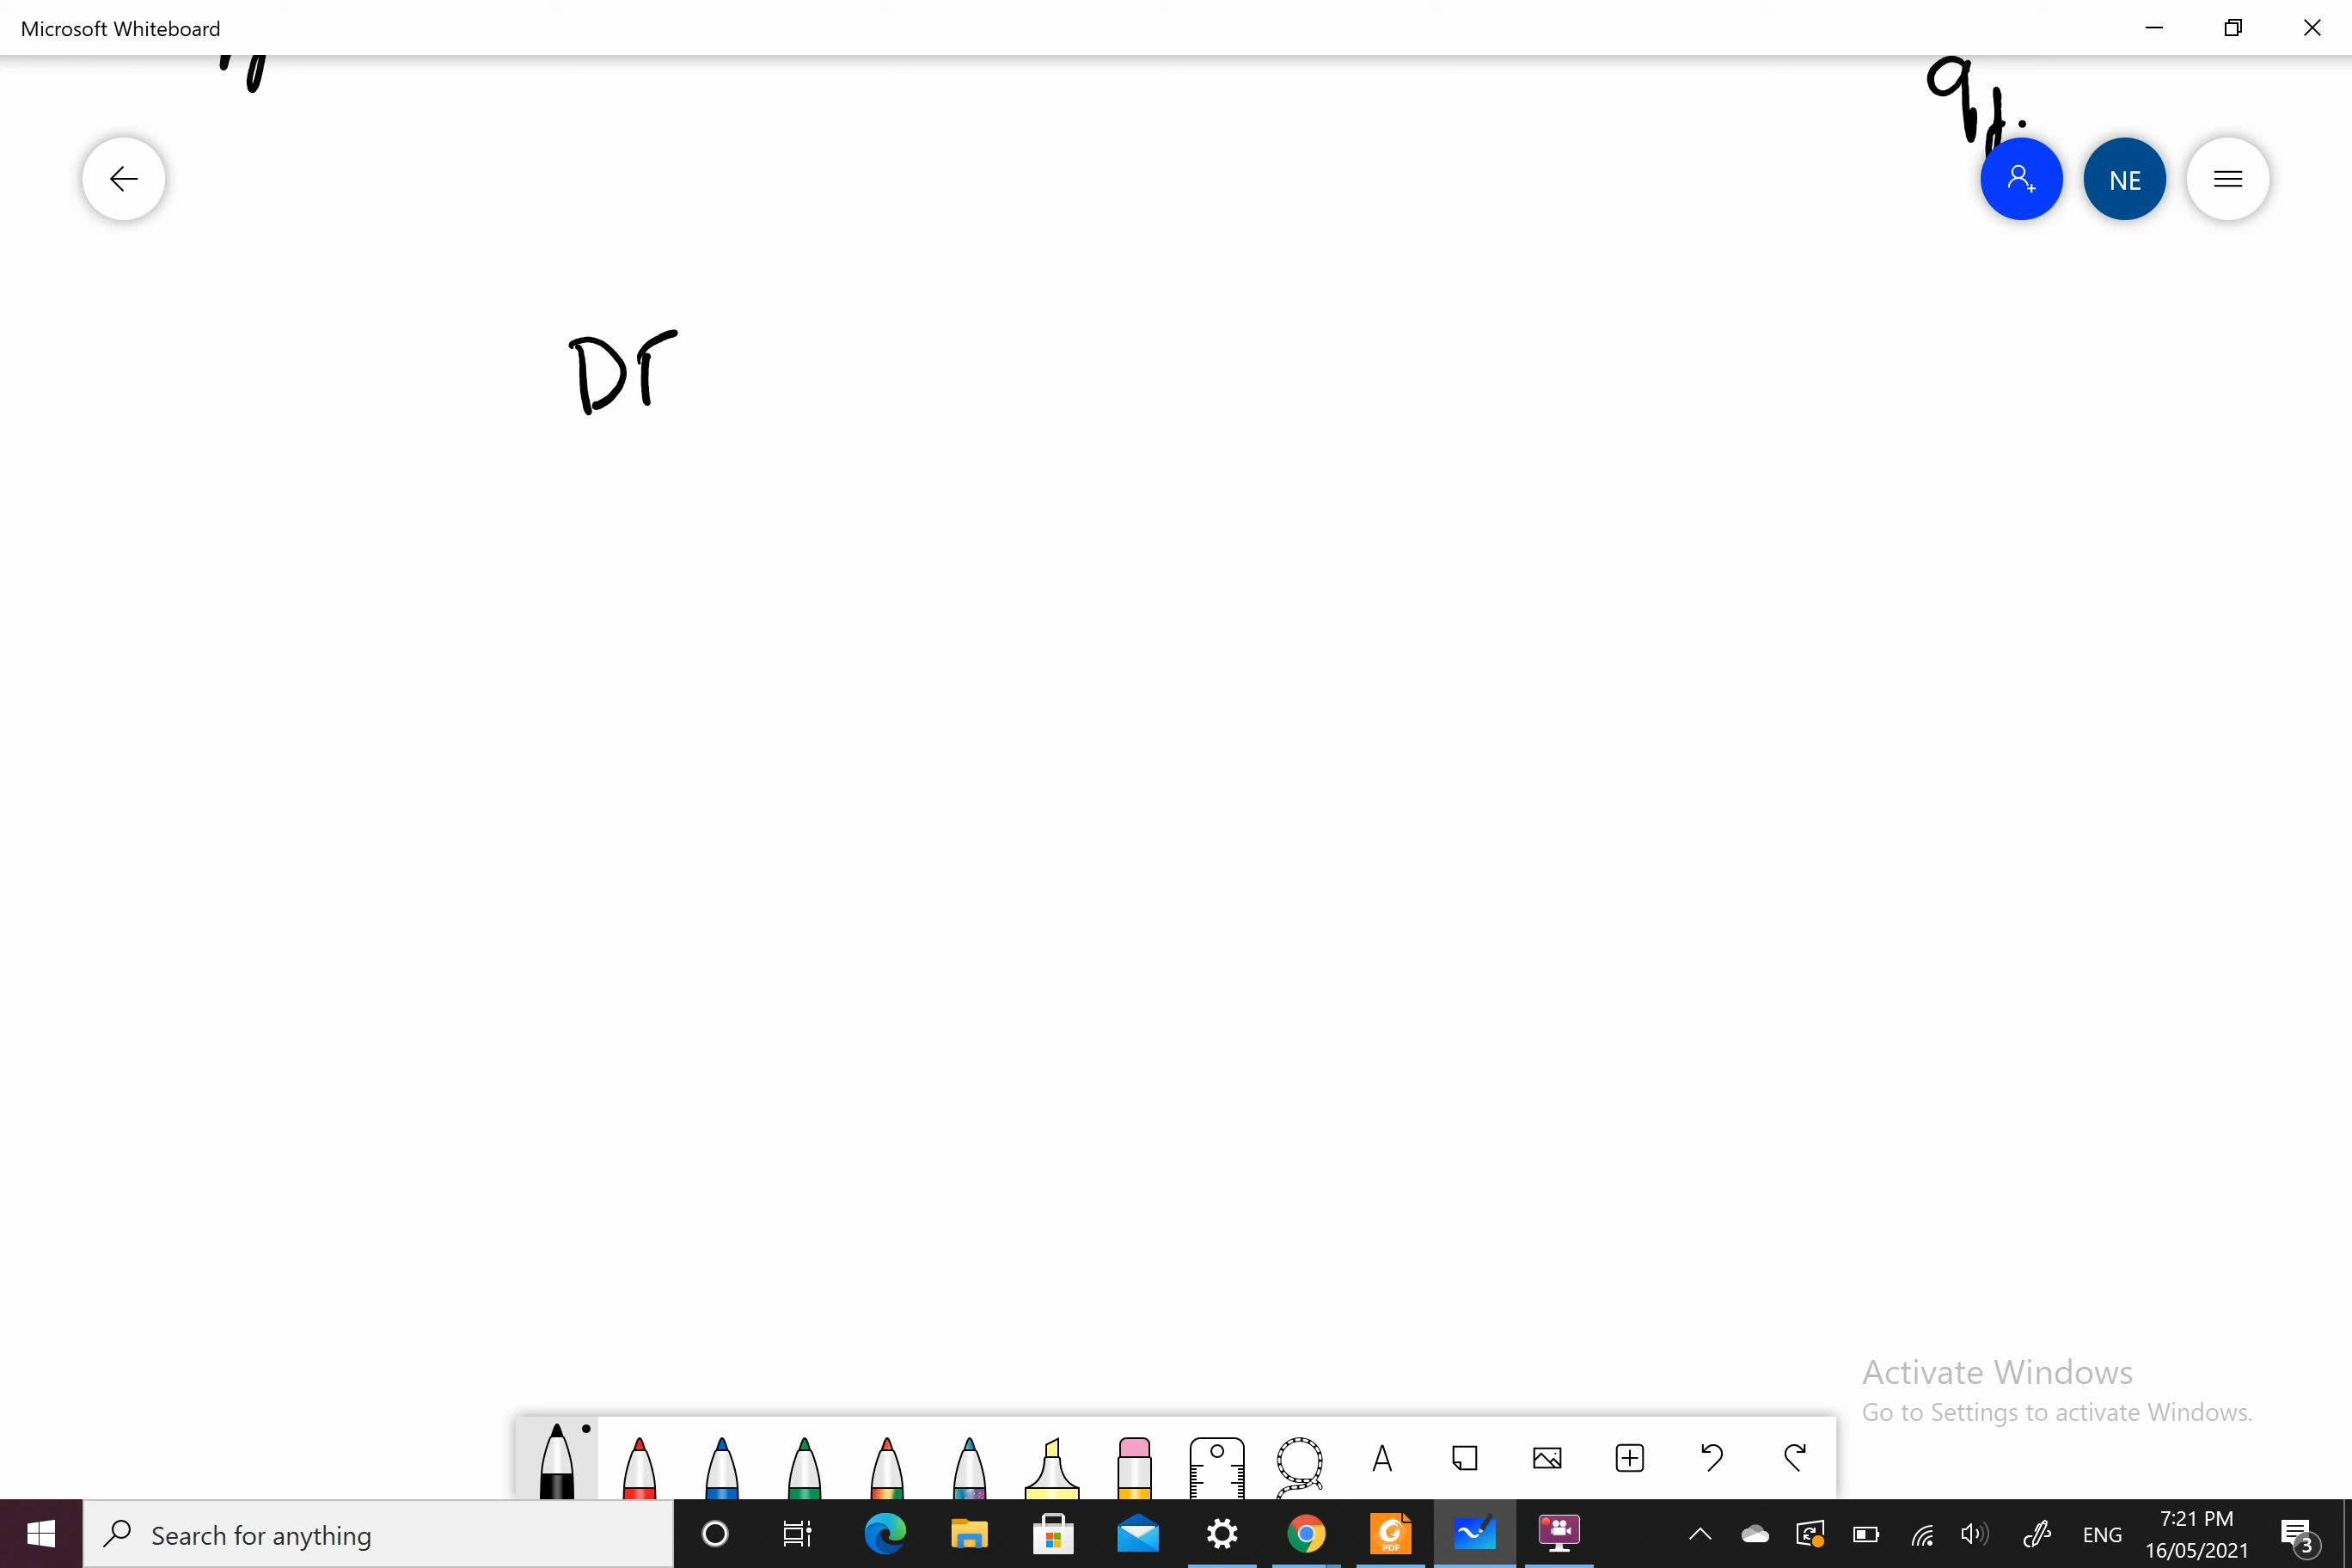 Microsoft Whiteboard
NE
Activate Windows
Go to Settings to activate Windows.
A
Search for anything
PDF
ENG
7:21 PM
16/05/2021
3